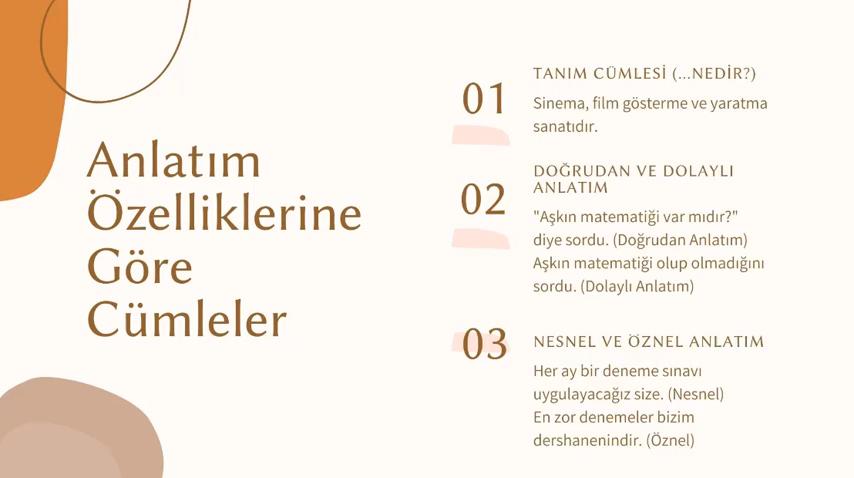 Anlatım
Özelliklerine
Göre
Cümleler
01
TANIM CÜMLESİ (...NEDİR?)
Sinema, film gösterme ve yaratma
sanatıdır.
02
DOĞRUDAN VE DOLAYLI
ANLATIM
"Aşkın matematiği var mıdır?"
diye sordu. (Doğrudan Anlatım)
Aşkın matematiği olup olmadığını
sordu. (Dolaylı Anlatım)
03
NESNEL VE ÖZNEL ANLATIM
Her ay bir deneme sınavı
uygulayacağız size. (Nesnel)
En zor denemeler bizim
dershanenindir. (Öznel)